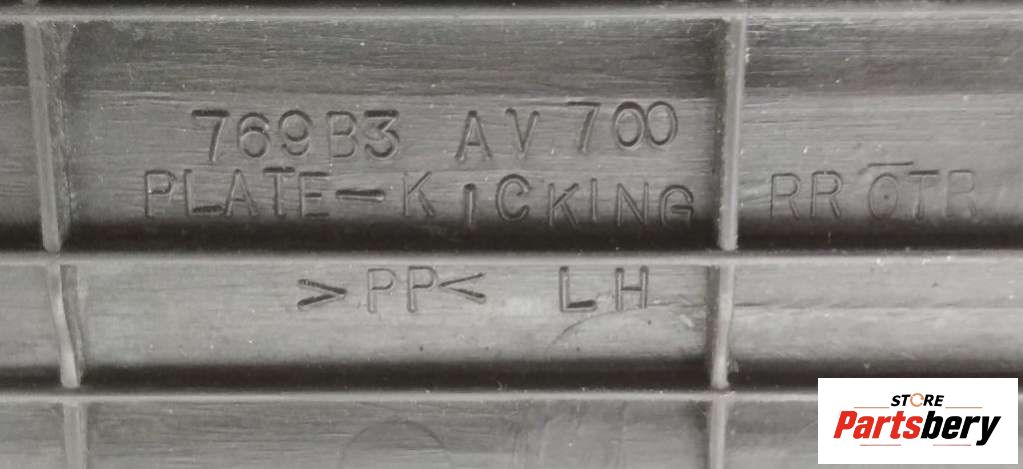 769B3 AV700
PLATE-KICKING RR OTR
>PP< LH
STORE
Partsbery